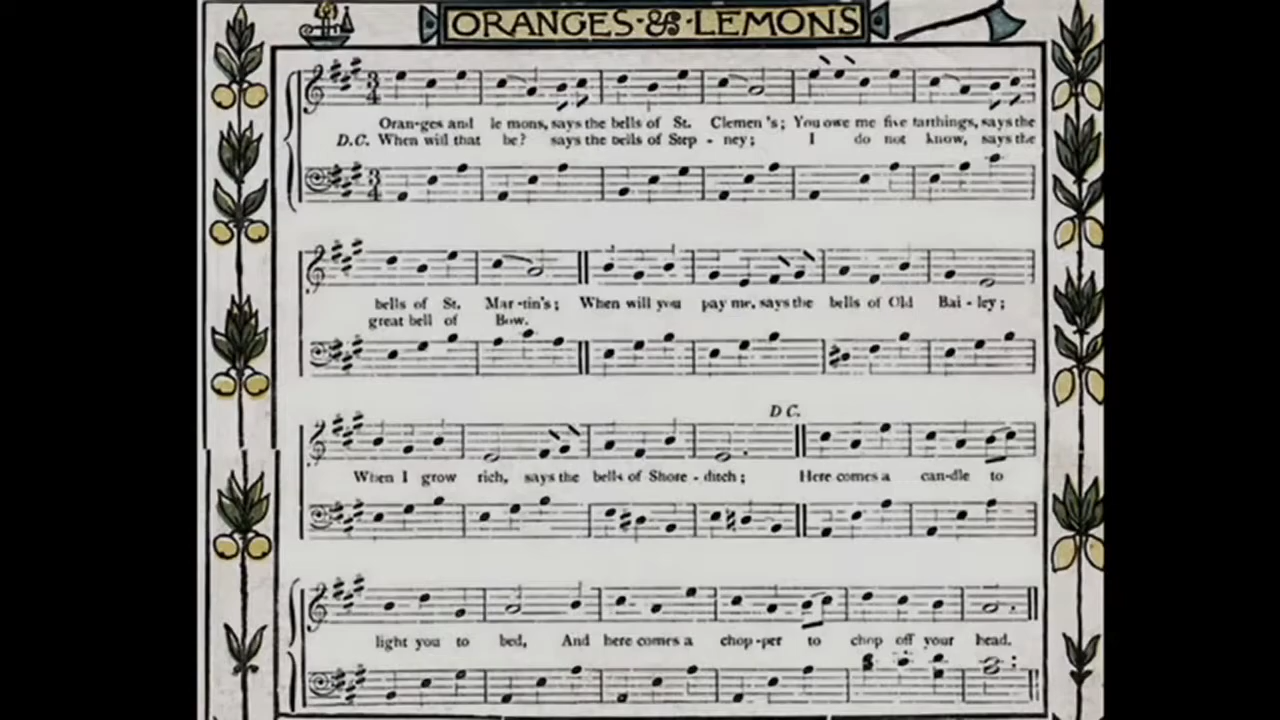 ORANGES·&·LEMONS
3 4
Oran-ges and le mons, says the bells of St. Clemen 's; You owe me five farthings, says the
D.C. When will that be? says the bells of Step - ney; I do not know, says the
3 4
bells of St. Mar-tin's; When will you pay me, says the bells of Old Bai - ley;
great bell of Bow.
D C.
When I grow rich, says the bells of Shore - ditch; Here comes a can-dle to
light you to bed, And here comes a chop-per to chop off your head.